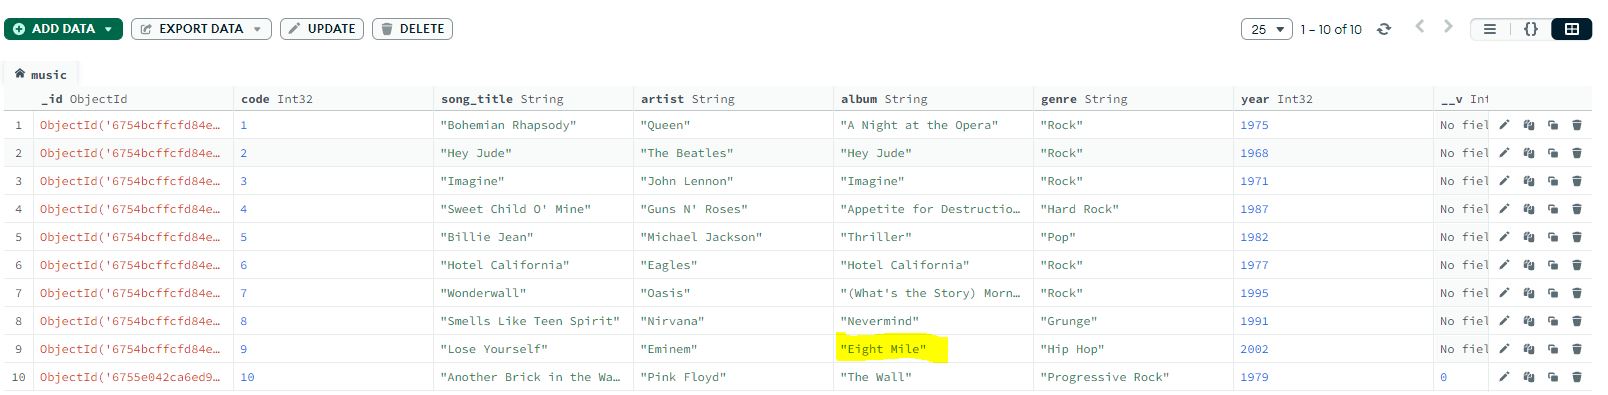 ADD DATA EXPORT DATA UPDATE DELETE 25 1 – 10 of 10 {}
music
_id ObjectId code Int32 song_title String artist String album String genre String year Int32 __v Int
1 ObjectId('6754bcffcfd84e… 1 "Bohemian Rhapsody" "Queen" "A Night at the Opera" "Rock" 1975 No fiel
2 ObjectId('6754bcffcfd84e… 2 "Hey Jude" "The Beatles" "Hey Jude" "Rock" 1968 No fiel
3 ObjectId('6754bcffcfd84e… 3 "Imagine" "John Lennon" "Imagine" "Rock" 1971 No fiel
4 ObjectId('6754bcffcfd84e… 4 "Sweet Child O' Mine" "Guns N' Roses" "Appetite for Destructio… "Hard Rock" 1987 No fiel
5 ObjectId('6754bcffcfd84e… 5 "Billie Jean" "Michael Jackson" "Thriller" "Pop" 1982 No fiel
6 ObjectId('6754bcffcfd84e… 6 "Hotel California" "Eagles" "Hotel California" "Rock" 1977 No fiel
7 ObjectId('6754bcffcfd84e… 7 "Wonderwall" "Oasis" "(What's the Story) Morn… "Rock" 1995 No fiel
8 ObjectId('6754bcffcfd84e… 8 "Smells Like Teen Spirit" "Nirvana" "Nevermind" "Grunge" 1991 No fiel
9 ObjectId('6754bcffcfd84e… 9 "Lose Yourself" "Eminem" "Eight Mile" "Hip Hop" 2002 No fiel
10 ObjectId('6755e042ca6ed9… 10 "Another Brick in the Wa… "Pink Floyd" "The Wall" "Progressive Rock" 1979 0